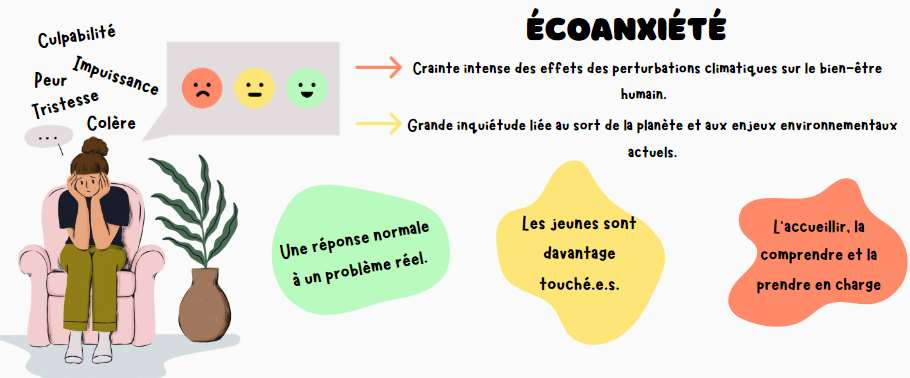 ÉCOANXIÉTÉ
Culpabilité
Impuissance
Peur
Tristesse
Colère
...
Crainte intense des effets des perturbations climatiques sur le bien-être
humain.
Grande inquiétude liée au sort de la planète et aux enjeux environnementaux
actuels.
Une réponse normale
à un problème réel.
Les jeunes sont
davantage
touché.e.s.
L'accueillir, la
comprendre et la
prendre en charge